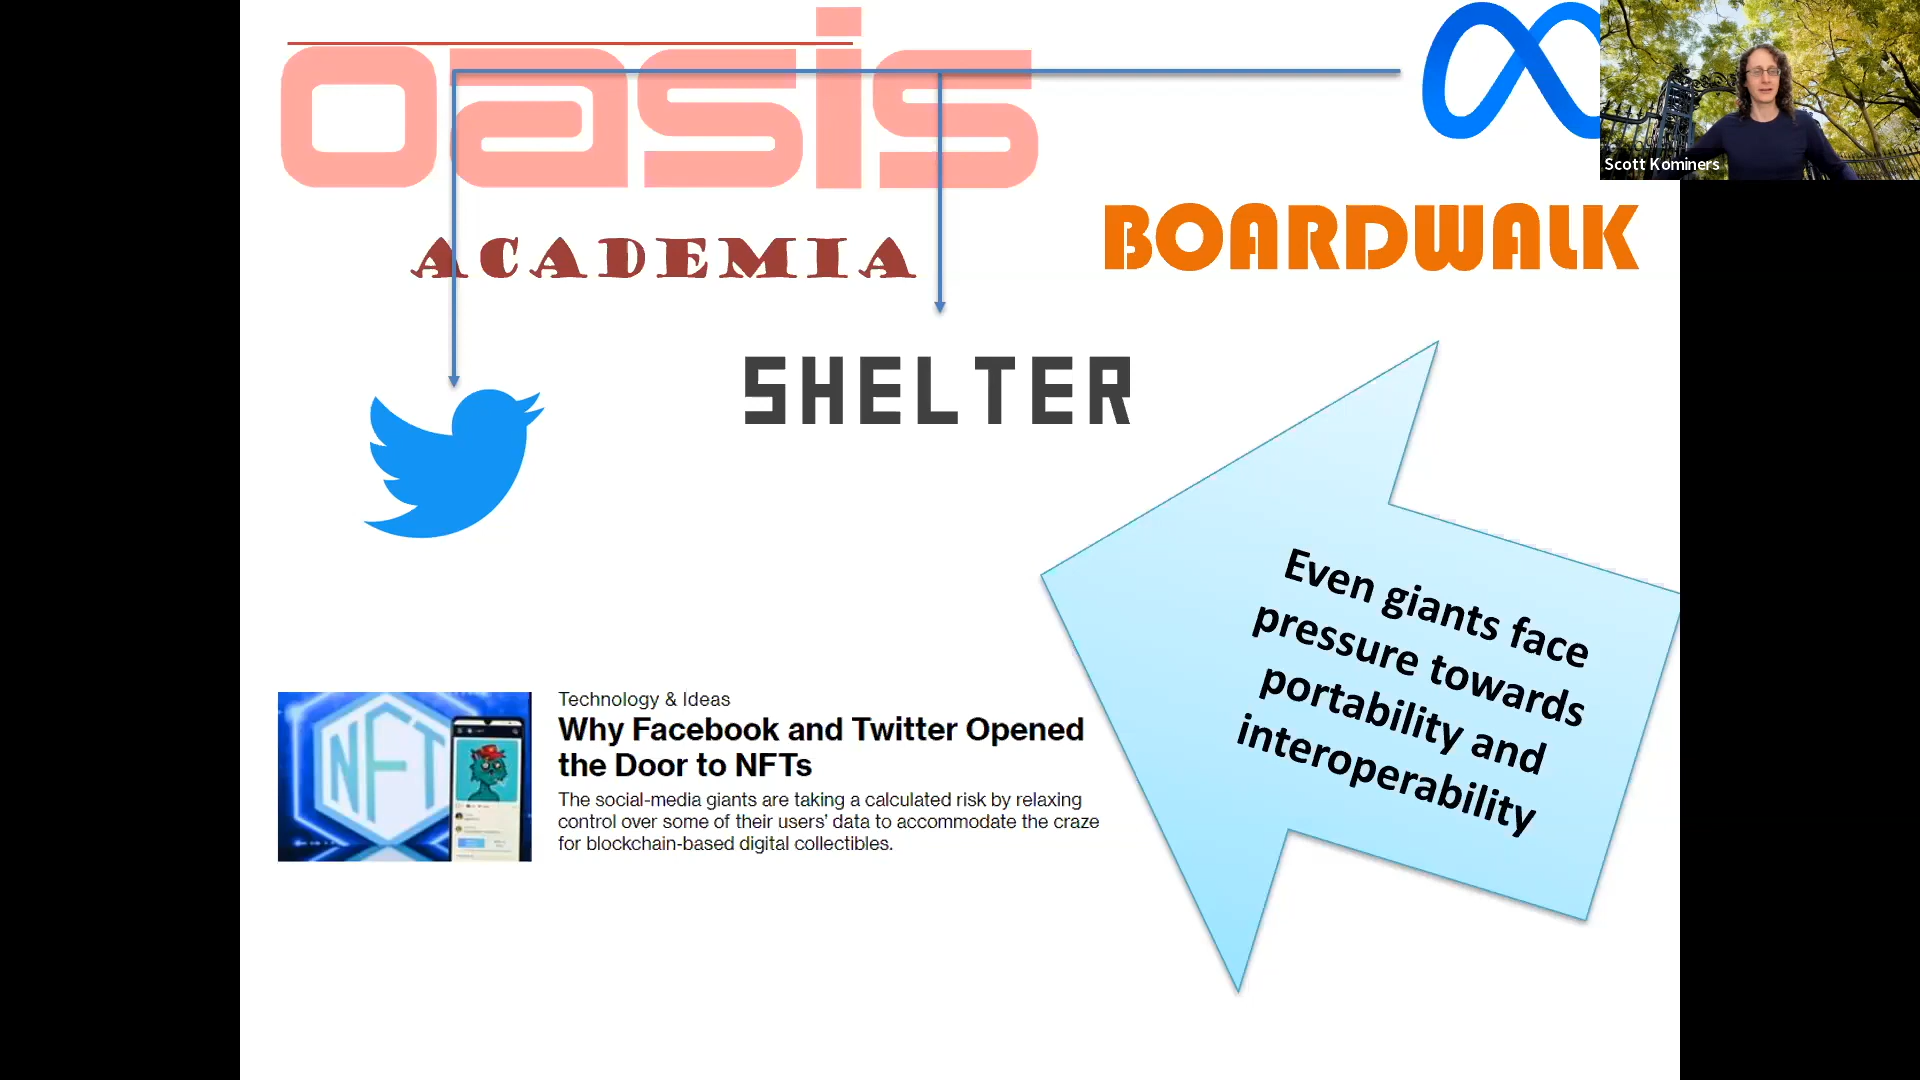 oasis
Scott Kominers
BOARDWALK
ACADEMIA
SHELTER
Even giants face
pressure towards
portability and
interoperability
Technology & Ideas
Why Facebook and Twitter Opened
the Door to NFTs
The social-media giants are taking a calculated risk by relaxing
control over some of their users' data to accommodate the craze
for blockchain-based digital collectibles.
NFT